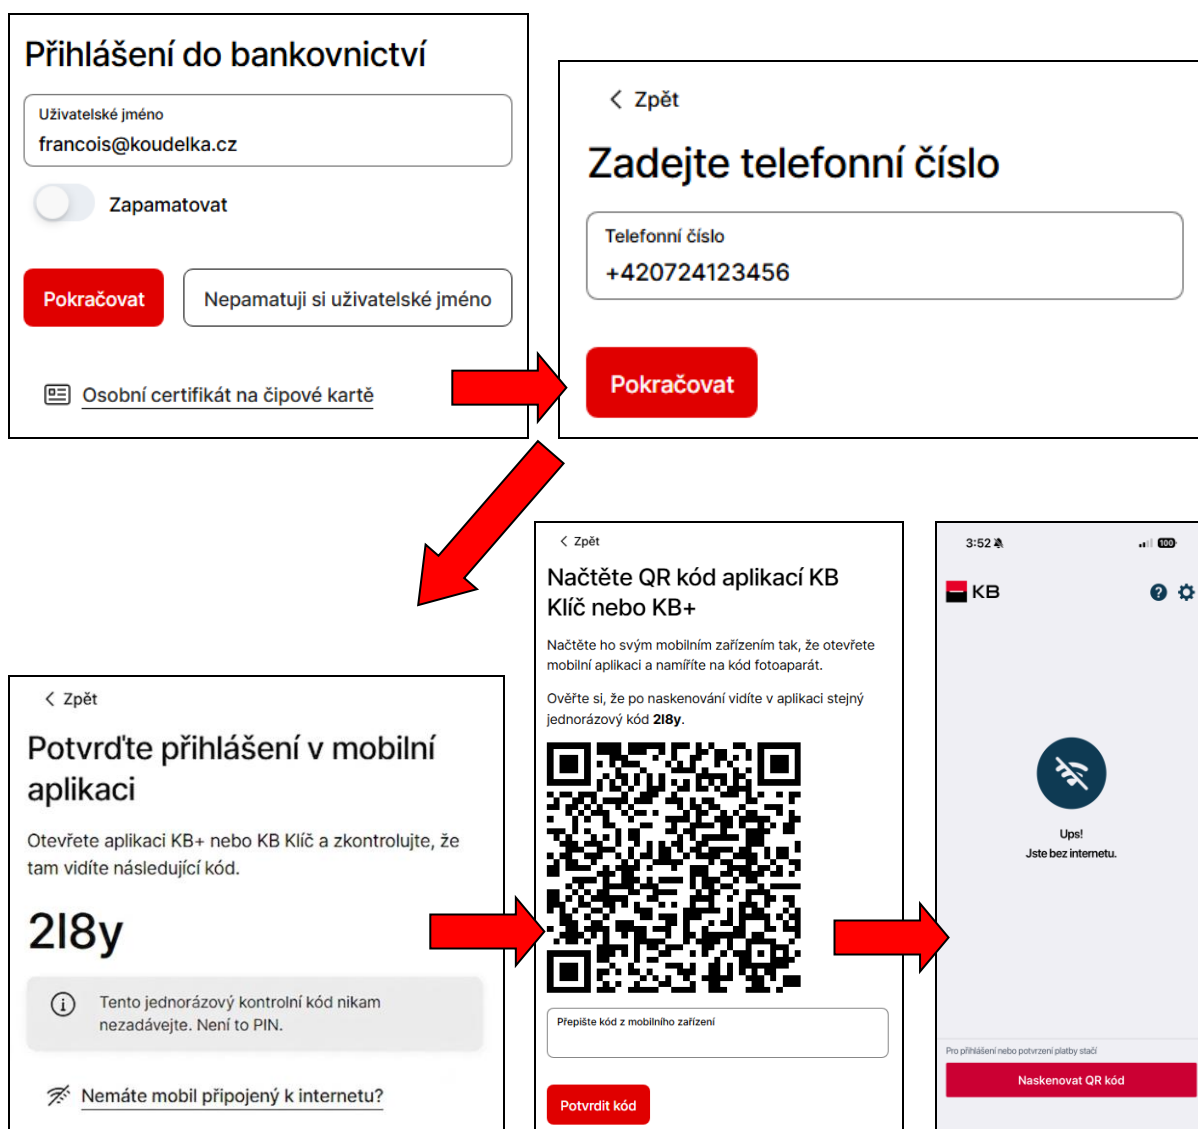 Přihlášení do bankovnictví
Uživatelské jméno
francois@koudelka.cz
Zapamatovat
Pokračovat
Nepamatuji si uživatelské jméno
Osobní certifikát na čipové kartě
Zpět
Zadejte telefonní číslo
Telefonní číslo
+420724123456
Pokračovat
Zpět
Potvrďte přihlášení v mobilní
aplikaci
Otevřete aplikaci KB+ nebo KB Klíč a zkontrolujte, že
tam vidíte následující kód.
2l8y
Tento jednorázový kontrolní kód nikam
nezadávejte. Není to PIN.
Nemáte mobil připojený k internetu?
Zpět
Načtěte QR kód aplikací KB
Klíč nebo KB+
Načtěte ho svým mobilním zařízením tak, že otevřete
mobilní aplikaci a namíříte na kód fotoaparát.
Ověřte si, že po naskenování vidíte v aplikaci stejný
jednorázový kód 2l8y.
Přepište kód z mobilního zařízení
Potvrdit kód
3:52
100
KB
Ups!
Jste bez internetu.
Pro přihlášení nebo potvrzení platby stačí
Naskenovat QR kód